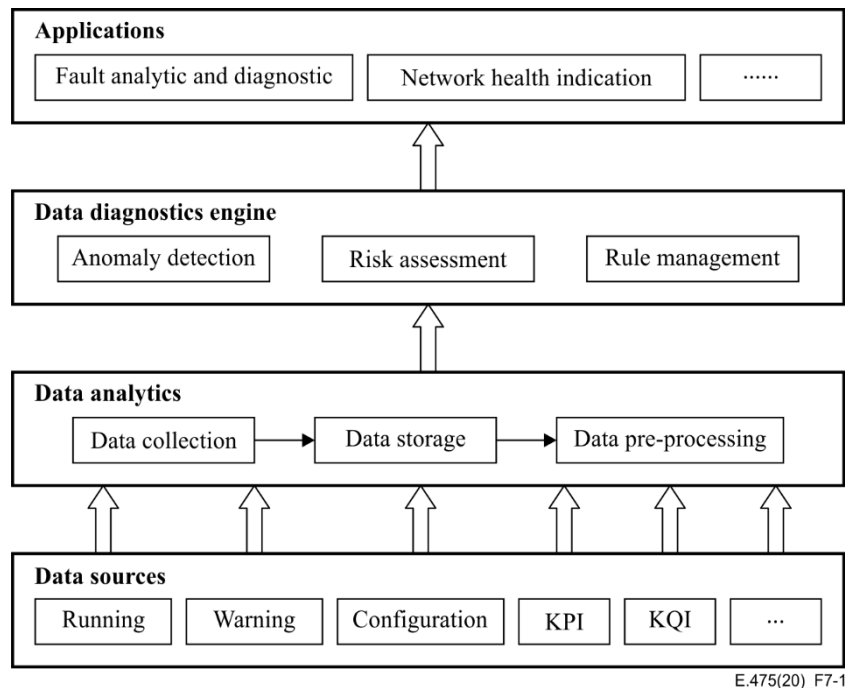 Applications
Fault analytic and diagnostic
Network health indication
······
Data diagnostics engine
Anomaly detection
Risk assessment
Rule management
Data analytics
Data collection
Data storage
Data pre-processing
Data sources
Running
Warning
Configuration
KPI
KQI
···
E.475(20)_F7-1